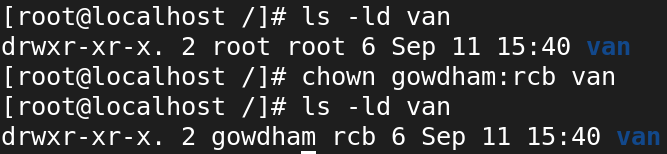 [root@localhost /]# ls -ld van
drwxr-xr-x. 2 root root 6 Sep 11 15:40 van
[root@localhost /]# chown gowdham:rcb van
[root@localhost /]# ls -ld van
drwxr-xr-x. 2 gowdham rcb 6 Sep 11 15:40 van